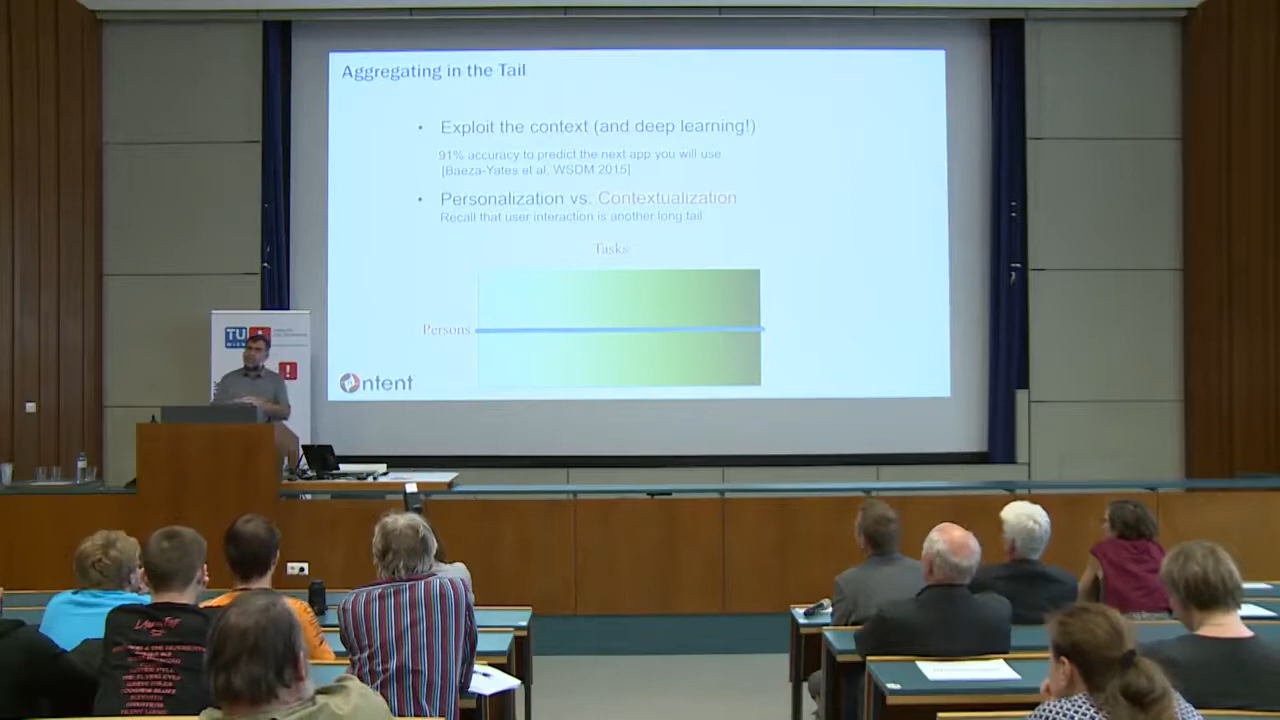 Aggregating in the Tail
• Exploit the context (and deep learning!)
91% accuracy to predict the next app you will use
[Baeza-Yates et al, WSDM 2015]
• Personalization vs. Contextualization
Recall that user interaction is another long tail
Tasks
Persons
ntent
TU
WIEN
!